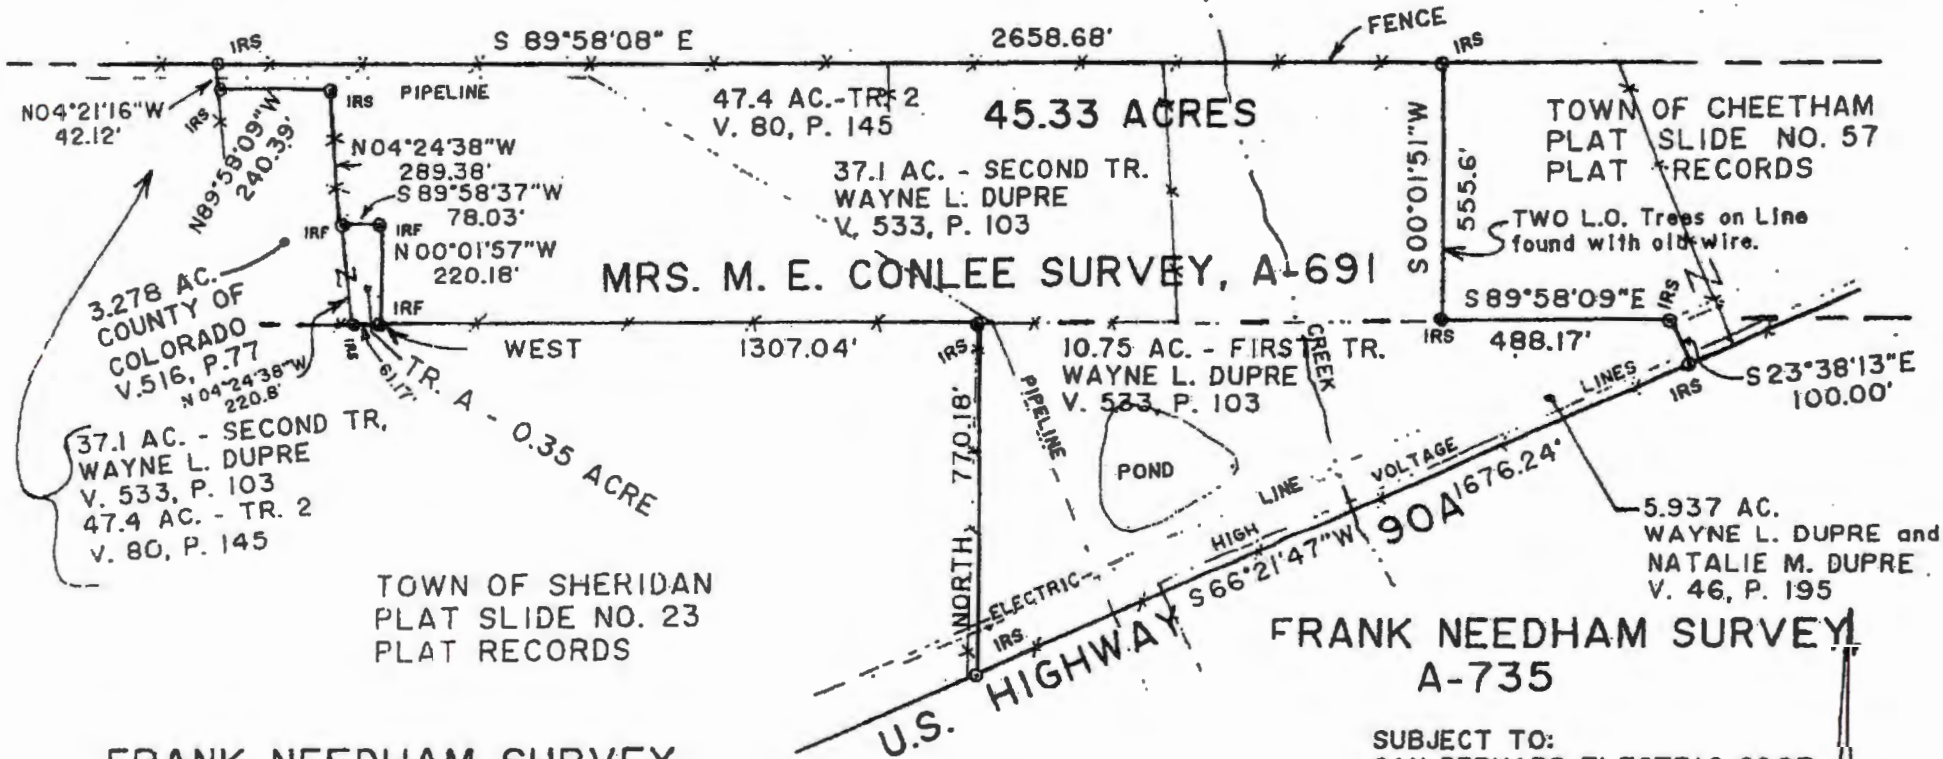 FENCE
IRS
S 89°58'08" E
2658.68'
IRS
N04°21'16"W
42.12'
IRS
N89°58'09"W
240.39'
IRS
PIPELINE
N04°24'38"W
289.38'
S 89°58'37"W
78.03'
IRF
IRF
N00°01'57"W
220.18'
IRF
47.4 AC.-TR. 2
V. 80, P. 145
45.33 ACRES
37.1 AC. - SECOND TR.
WAYNE L. DUPRE
V. 533, P. 103
MRS. M. E. CONLEE SURVEY, A-691
S 00°01'51"W
555.6'
TOWN OF CHEETHAM
PLAT SLIDE NO. 57
PLAT RECORDS
TWO L.O. Trees on Line
found with old wire.
S89°58'09"E
488.17'
IRS
IRS
S23°38'13"E
100.00'
IRS
3.278 AC.
COUNTY OF
COLORADO
V.516, P.77
N04°24'38"W
220.8'
IRS
61.17'
TR. A - 0.35 ACRE
WEST
1307.04'
IRS
10.75 AC. - FIRST TR.
WAYNE L. DUPRE
V. 533, P. 103
CREEK
PIPELINE
POND
NORTH, 770.18'
37.1 AC. - SECOND TR,
WAYNE L. DUPRE
V. 533, P. 103
47.4 AC. - TR. 2
V. 80, P. 145
TOWN OF SHERIDAN
PLAT SLIDE NO. 23
PLAT RECORDS
ELECTRIC
LINE
HIGH VOLTAGE LINES
IRS
S66°21'47"W 1676.24'
U.S. HIGHWAY 90A
5.937 AC.
WAYNE L. DUPRE and
NATALIE M. DUPRE
V. 46, P. 195
FRANK NEEDHAM SURVEY
A-735
FRANK NEEDHAM SURVEY
SUBJECT TO: